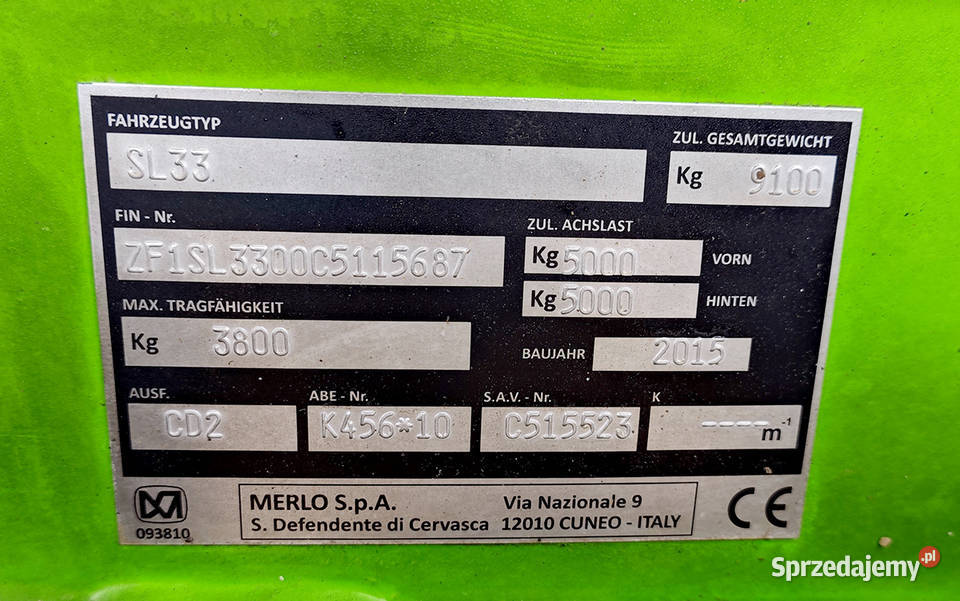 FAHRZEUGTYP
SL33
ZUL. GESAMTGEWICHT
Kg 9100
FIN - Nr.
ZF1SL3300C5115687
ZUL. ACHSLAST
Kg 5000 VORN
Kg 5000 HINTEN
MAX. TRAGFÄHIGKEIT
Kg 3800
BAUJAHR 2015
AUSF. ABE - Nr. S.A.V. - Nr. K
CD2 K456*10 C515523 ---- m-1
093810
MERLO S.p.A. Via Nazionale 9
S. Defendente di Cervasca 12010 CUNEO - ITALY
CE
Sprzedajemy.pl